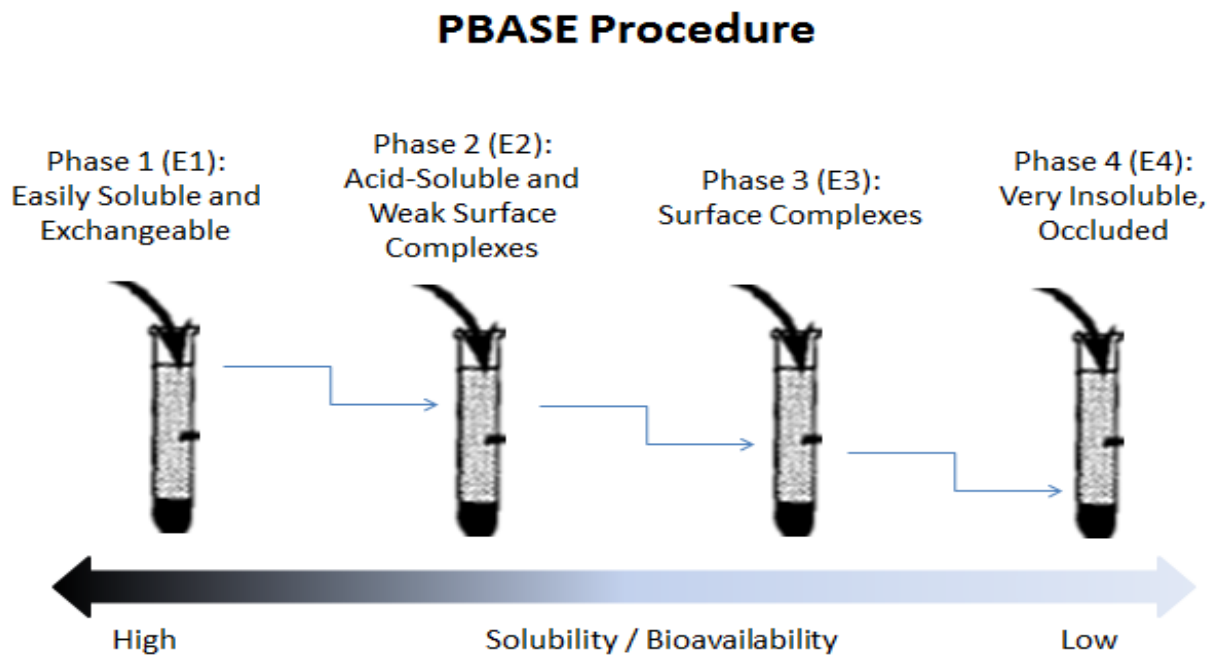 PBASE Procedure
Phase 1 (E1):
Easily Soluble and
Exchangeable
Phase 2 (E2):
Acid-Soluble and
Weak Surface
Complexes
Phase 3 (E3):
Surface Complexes
Phase 4 (E4):
Very Insoluble,
Occluded
High
Solubility / Bioavailability
Low